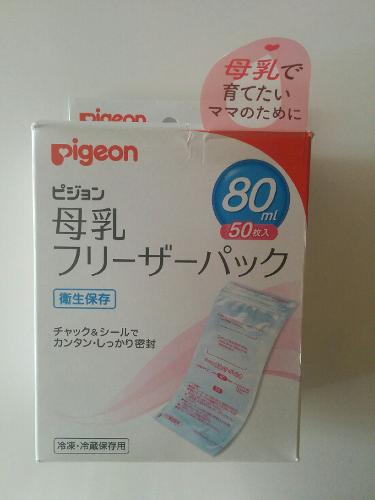 母乳で
育てたい
ママのために
pigeon
pigeon
80ml
50枚入
ピジョン
母乳
フリーザーパック
衛生保存
チャック&シールで
カンタン・しっかり密封
冷凍・冷蔵保存用